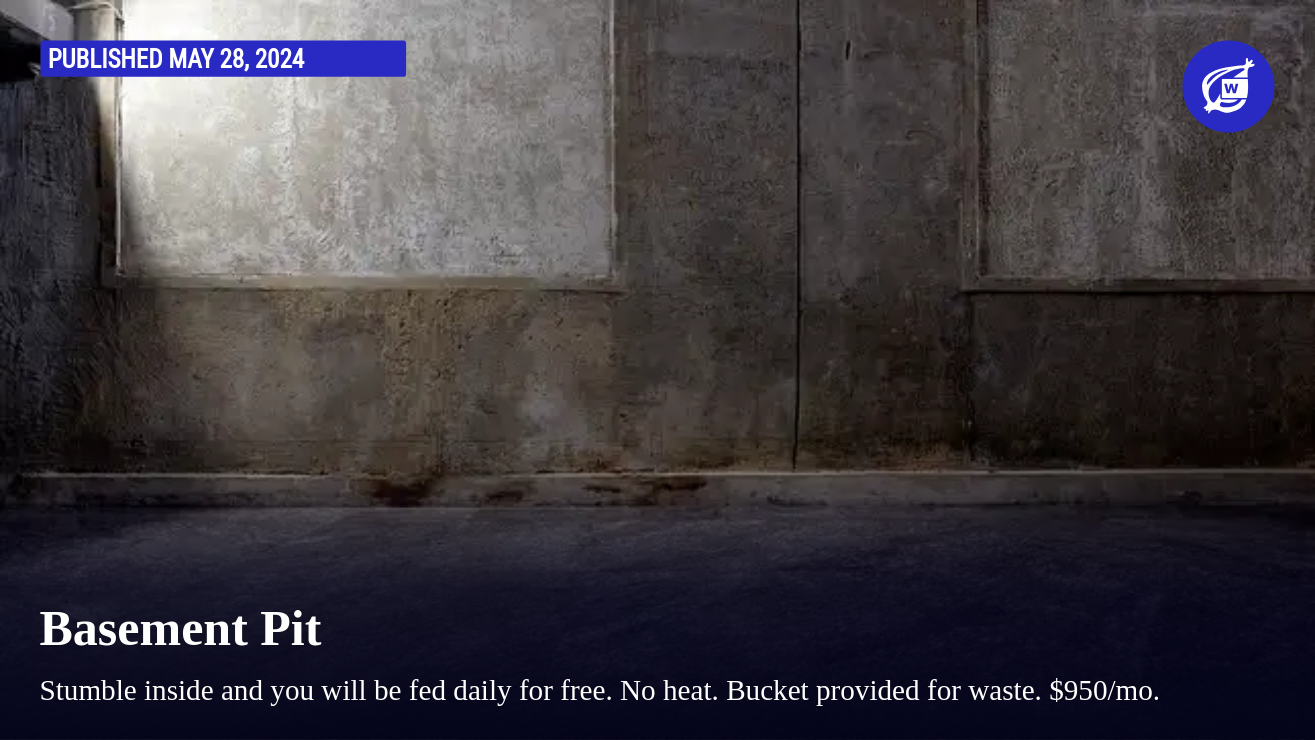 PUBLISHED MAY 28, 2024
W
Basement Pit
Stumble inside and you will be fed daily for free. No heat. Bucket provided for waste. $950/mo.